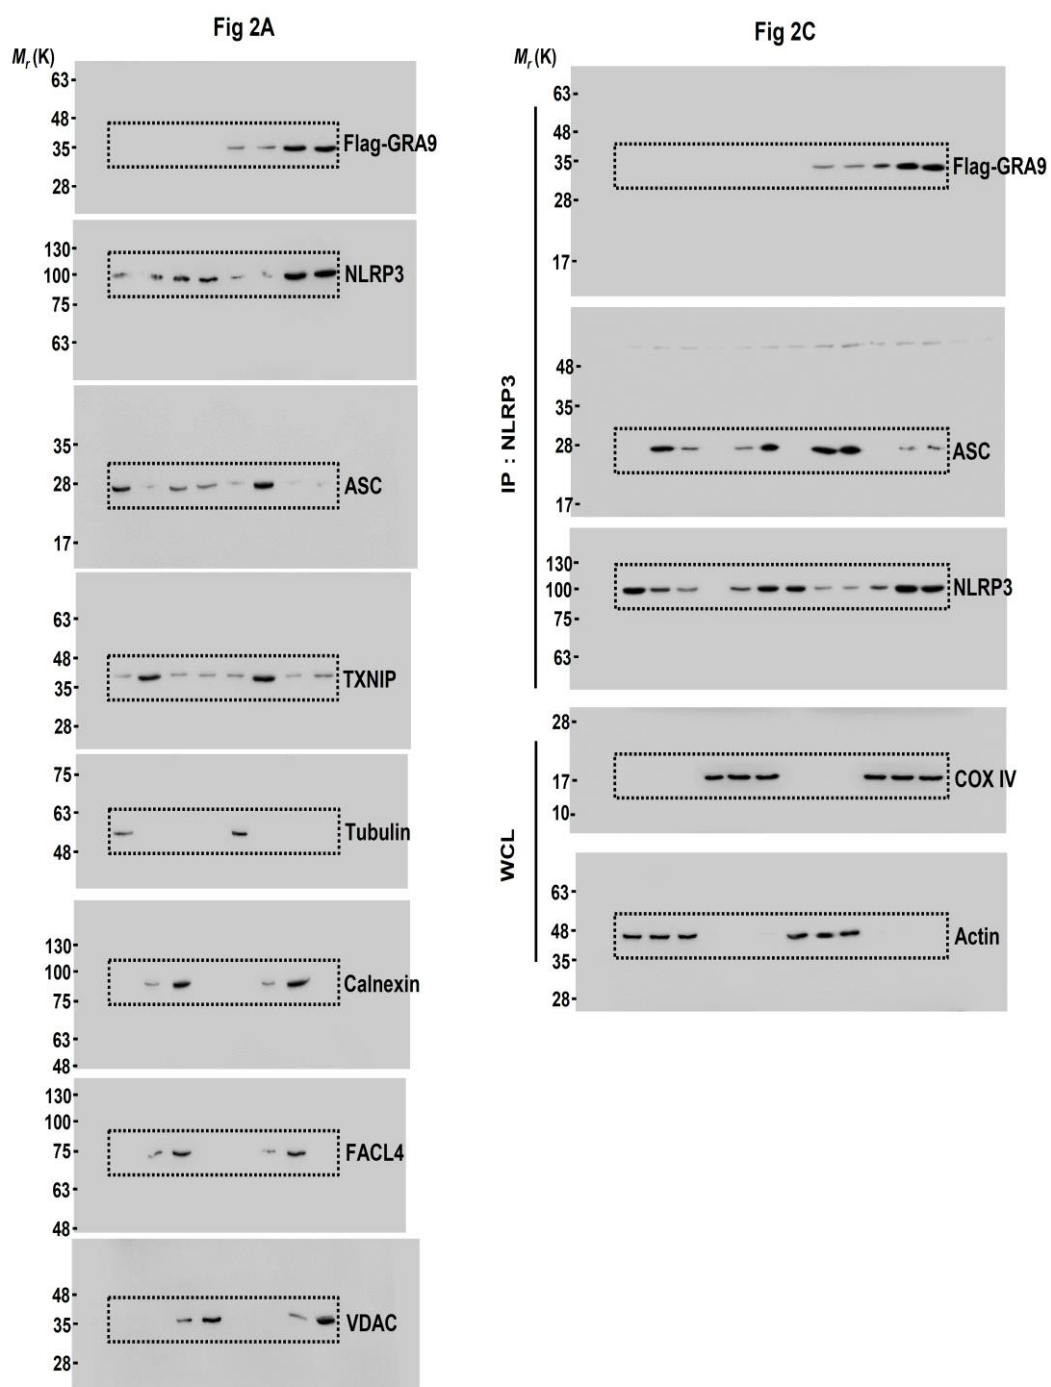 Fig 2A
Mr (K)
63-
48-
35-
28-
Flag-GRA9
130-
100-
75-
63-
NLRP3
35-
28-
17-
ASC
63-
48-
35-
28-
TXNIP
75-
63-
48-
Tubulin
130-
100-
75-
63-
48-
Calnexin
130-
100-
75-
63-
48-
FACL4
48-
35-
28-
VDAC
Fig 2C
Mr (K)
IP : NLRP3
63-
48-
35-
28-
17-
Flag-GRA9
48-
35-
28-
17-
ASC
130-
100-
75-
63-
NLRP3
WCL
28-
17-
10-
COX IV
63-
48-
35-
28-
Actin